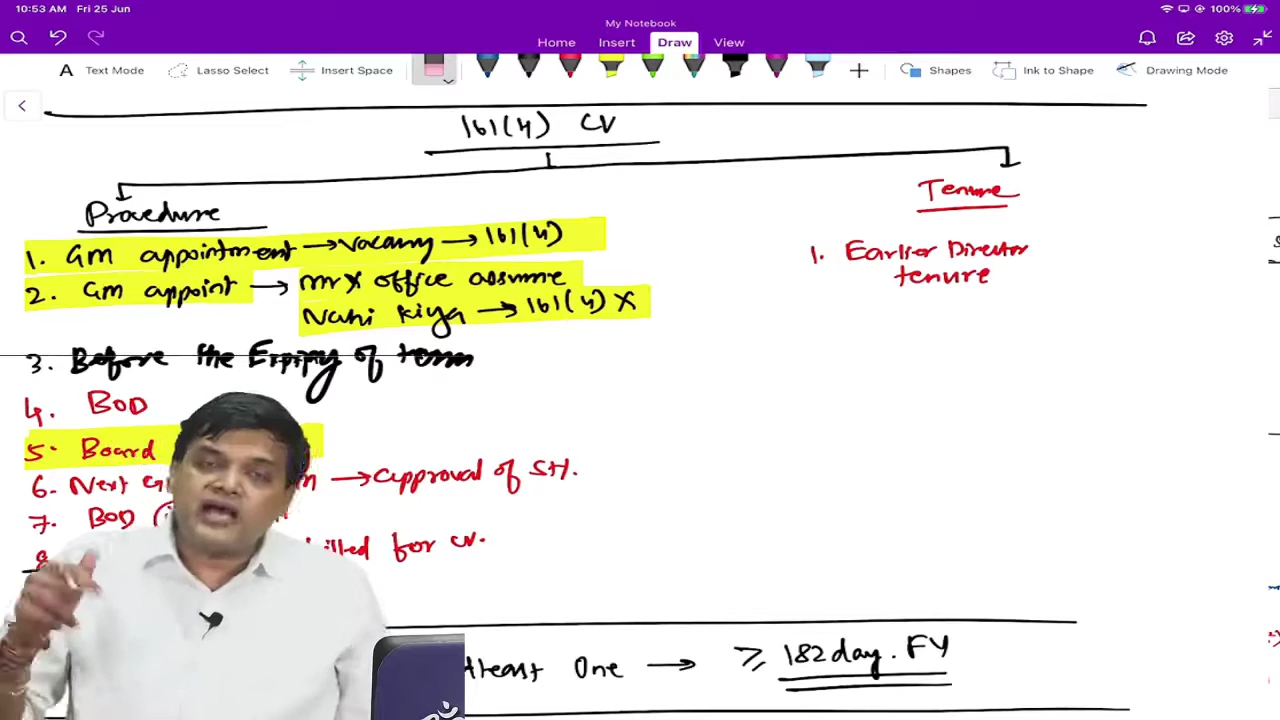 10:53 AM Fri 25 Jun
100%
My Notebook
Home Insert Draw View
A Text Mode Lasso Select Insert Space Shapes Ink to Shape Drawing Mode
161(4) CV
Procedure
Tenure
1. GM appointment → Vacancy → 161(4)
2. GM appoint → Mr X office assume
Nahi kiya → 161(4) X
1. Earlier Director
tenure
3. Before the Expipy of term
4. BOD
5. Board
6. Next → approval of SH.
7. BOD
8. filled for cv.
Atleast One → ≥ 182 day. FY